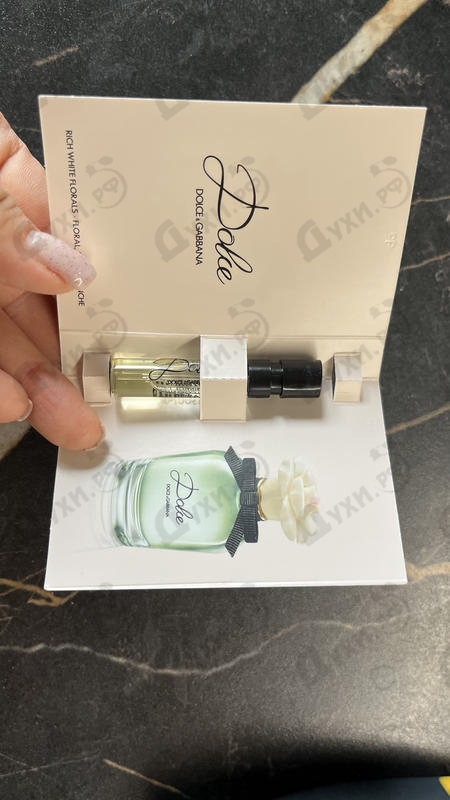 Dolce
DOLCE & GABBANA
RICH WHITE FLORALS · FLORAL
Dolce
DOLCE & GABBANA
Духи.рф